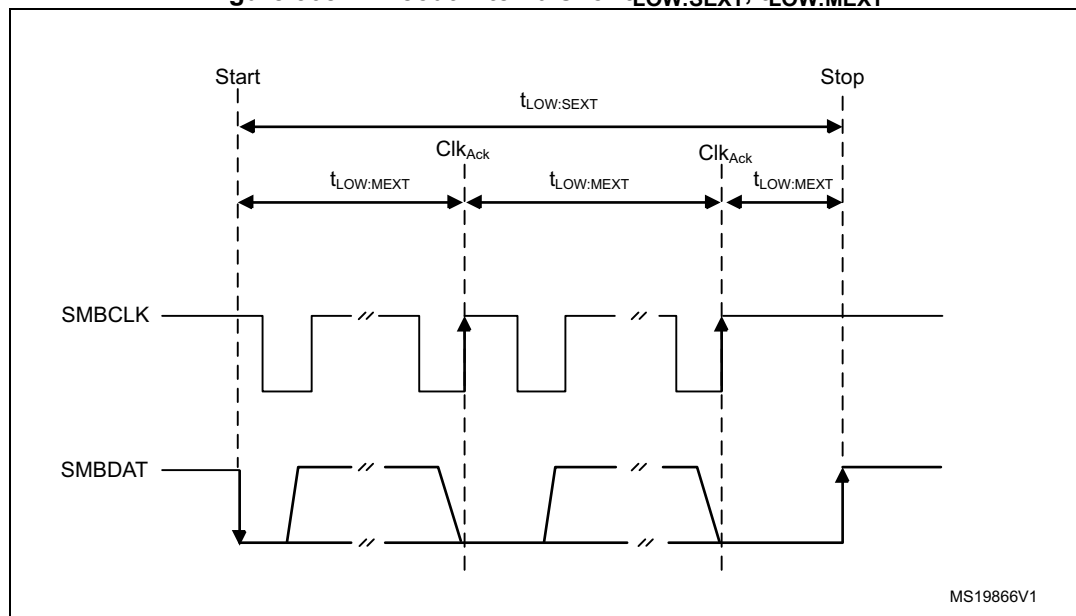 Start
Stop
tLOW:SEXT
ClkAck
ClkAck
tLOW:MEXT
tLOW:MEXT
tLOW:MEXT
SMBCLK
SMBDAT
MS19866V1